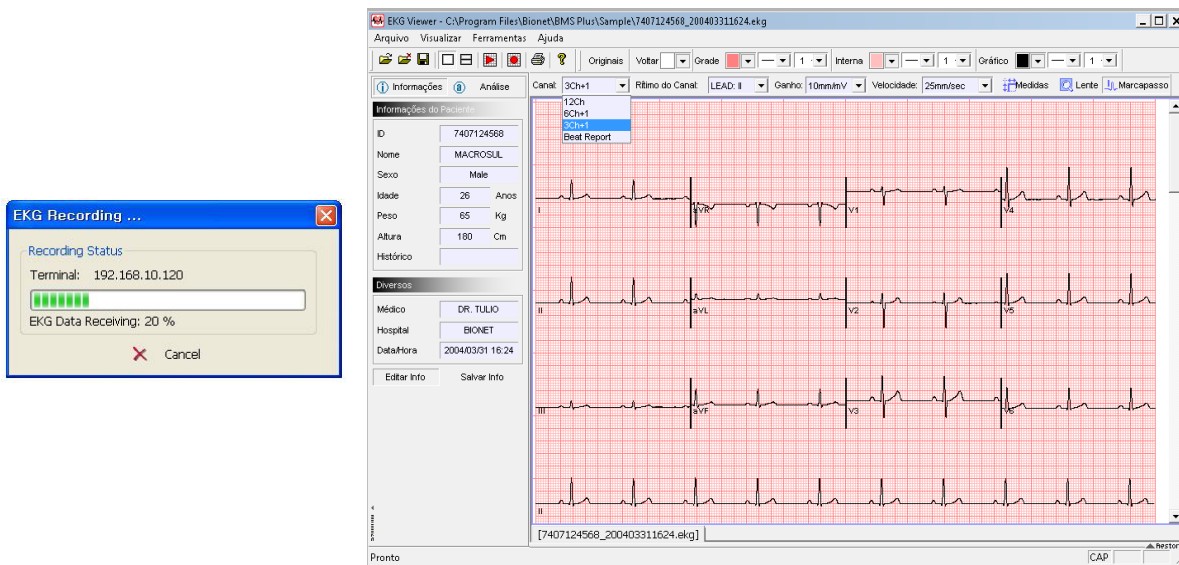 EKG Recording ...
Recording Status
Terminal: 192.168.10.120
EKG Data Receiving: 20 %
Cancel
EKG Viewer - C:\Program Files\Bionet\BMS Plus\Sample\7407124568_200403311624.ekg
Arquivo Visualizar Ferramentas Ajuda
Originais Voltar Grade 1 Interna 1 Gráfico 1
Informações Análise Canal: 3Ch+1 Rítimo do Canal: LEAD: II Ganho: 10mm/mV Velocidade: 25mm/sec Medidas Lente Marcapasso
12Ch
6Ch+1
3Ch+1
Beat Report
Informações do Paciente
ID 7407124568
Nome MACROSUL
Sexo Male
Idade 26 Anos
Peso 65 Kg
Altura 180 Cm
Histórico
Diversos
Médico DR. TULIO
Hospital BIONET
Data/Hora 2004/03/31 16:24
Editar Info Salvar Info
I aVR V1 V4
II aVL V2 V5
III aVF V3 V6
II
[7407124568_200403311624.ekg]
Pronto CAP